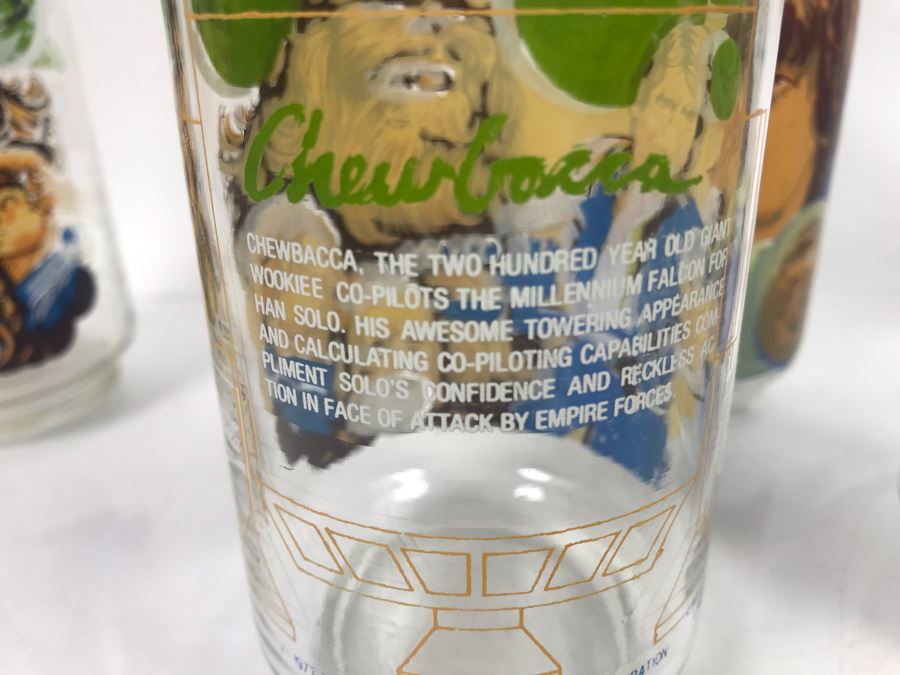 Chewbacca
CHEWBACCA, THE TWO HUNDRED YEAR OLD GIANT
WOOKIEE CO-PILOTS THE MILLENNIUM FALCON FOR
HAN SOLO. HIS AWESOME TOWERING APPEARANCE
AND CALCULATING CO-PILOTING CAPABILITIES COM-
PLIMENT SOLO'S CONFIDENCE AND RECKLESS AC-
TION IN FACE OF ATTACK BY EMPIRE FORCES.